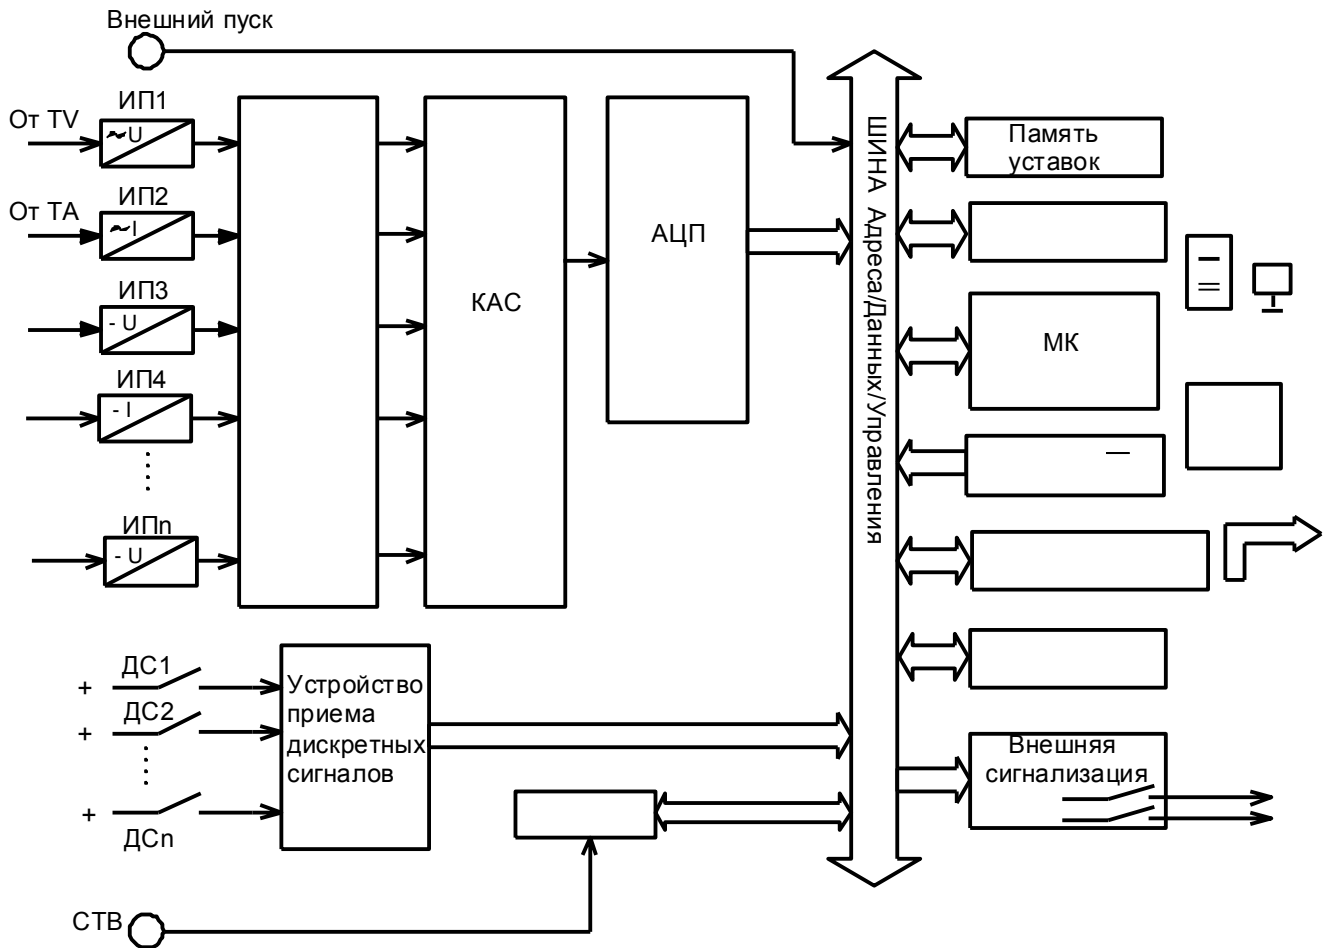 Внешний пуск
От TV
ИП1
~U
От ТА
ИП2
~I
ИП3
- U
ИП4
- I
ИПn
- U
КАС
АЦП
ШИНА Адреса/Данных/Управления
Память
уставок
МК
+ ДС1
+ ДС2
+ ДСn
Устройство
приема
дискретных
сигналов
Внешняя
сигнализация
СТВ